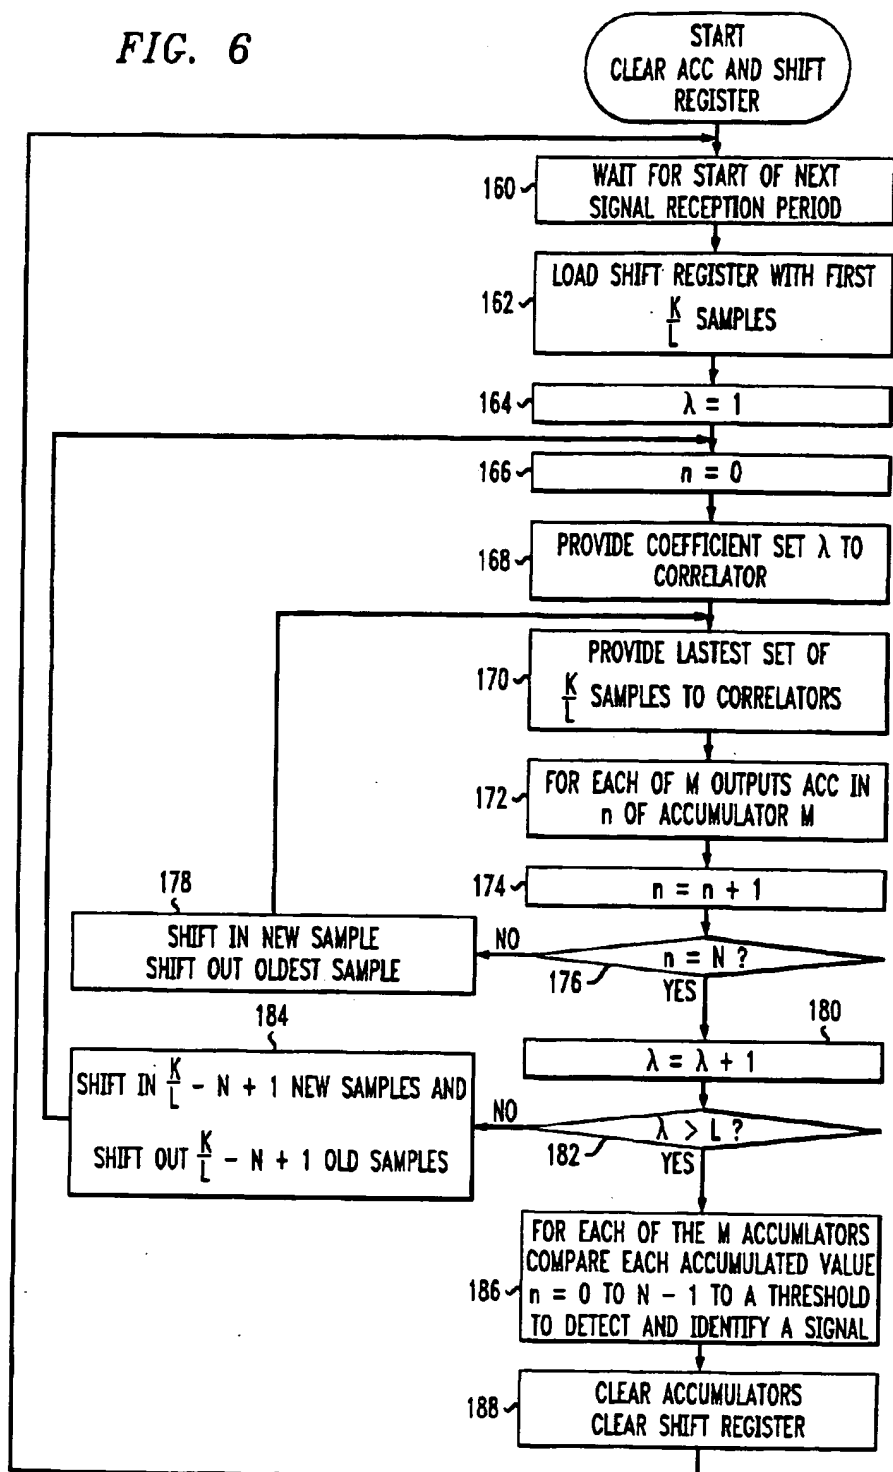 FIG. 6
START
CLEAR ACC AND SHIFT
REGISTER
160
WAIT FOR START OF NEXT
SIGNAL RECEPTION PERIOD
162
LOAD SHIFT REGISTER WITH FIRST
K/L SAMPLES
164
λ = 1
166
n = 0
168
PROVIDE COEFFICIENT SET λ TO
CORRELATOR
170
PROVIDE LASTEST SET OF
K/L SAMPLES TO CORRELATORS
172
FOR EACH OF M OUTPUTS ACC IN
n OF ACCUMULATOR M
174
n = n + 1
178
SHIFT IN NEW SAMPLE
SHIFT OUT OLDEST SAMPLE
NO
n = N ?
176
YES
180
λ = λ + 1
184
SHIFT IN K/L - N + 1 NEW SAMPLES AND
SHIFT OUT K/L - N + 1 OLD SAMPLES
NO
λ > L ?
182
YES
186
FOR EACH OF THE M ACCUMLATORS
COMPARE EACH ACCUMULATED VALUE
n = 0 TO N - 1 TO A THRESHOLD
TO DETECT AND IDENTIFY A SIGNAL
188
CLEAR ACCUMULATORS
CLEAR SHIFT REGISTER